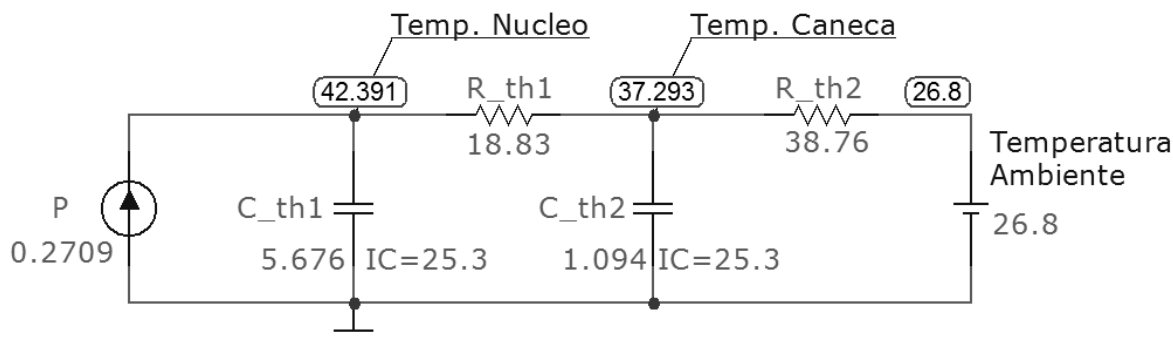 Temp. Nucleo
Temp. Caneca
42.391
R_th1
37.293
R_th2
26.8
18.83
38.76
Temperatura
Ambiente
P
C_th1
C_th2
26.8
0.2709
5.676
IC=25.3
1.094
IC=25.3